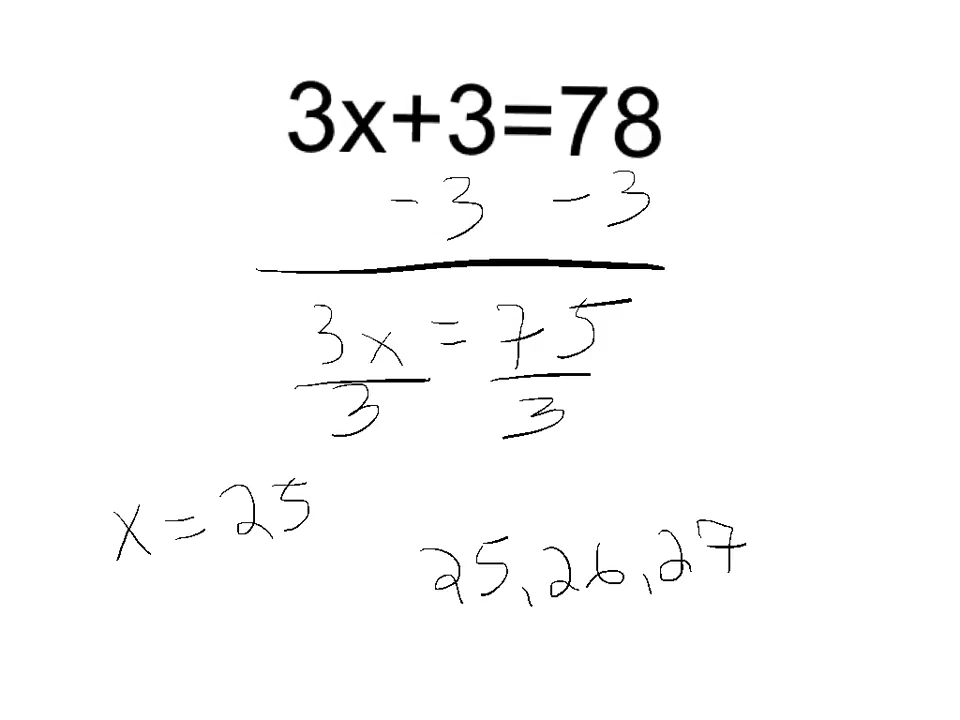 3x+3=78
-3 -3
3x = 75
3 3
x = 25
25, 26, 27